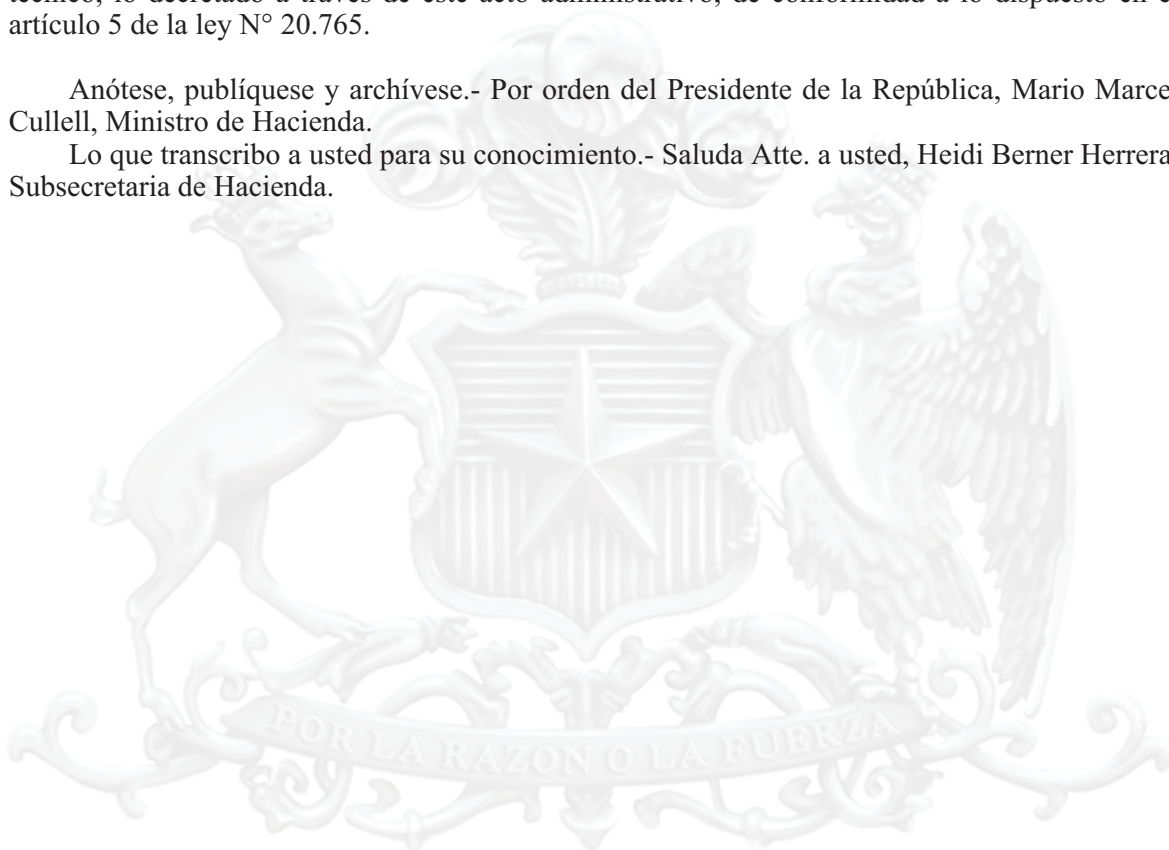 técnico, lo decretado a través de este acto administrativo, de conformidad a lo dispuesto en e
artículo 5 de la ley N° 20.765.
Anótese, publíquese y archívese.- Por orden del Presidente de la República, Mario Marce
Cullell, Ministro de Hacienda.
Lo que transcribo a usted para su conocimiento.- Saluda Atte. a usted, Heidi Berner Herrera
Subsecretaria de Hacienda.
POR LA RAZON O LA FUERZA